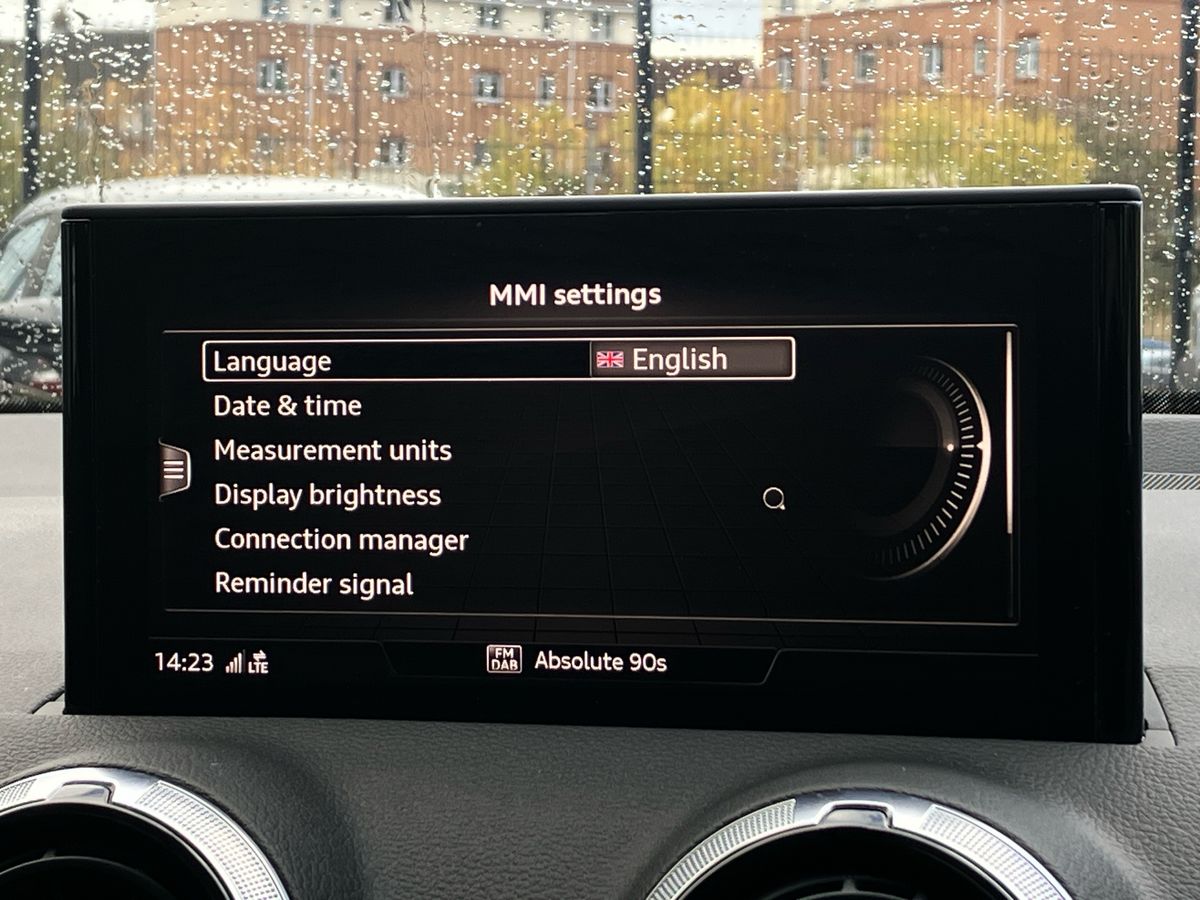 MMI settings
Language English
Date & time
Measurement units
Display brightness
Connection manager
Reminder signal
14:23 LTE FM DAB Absolute 90s